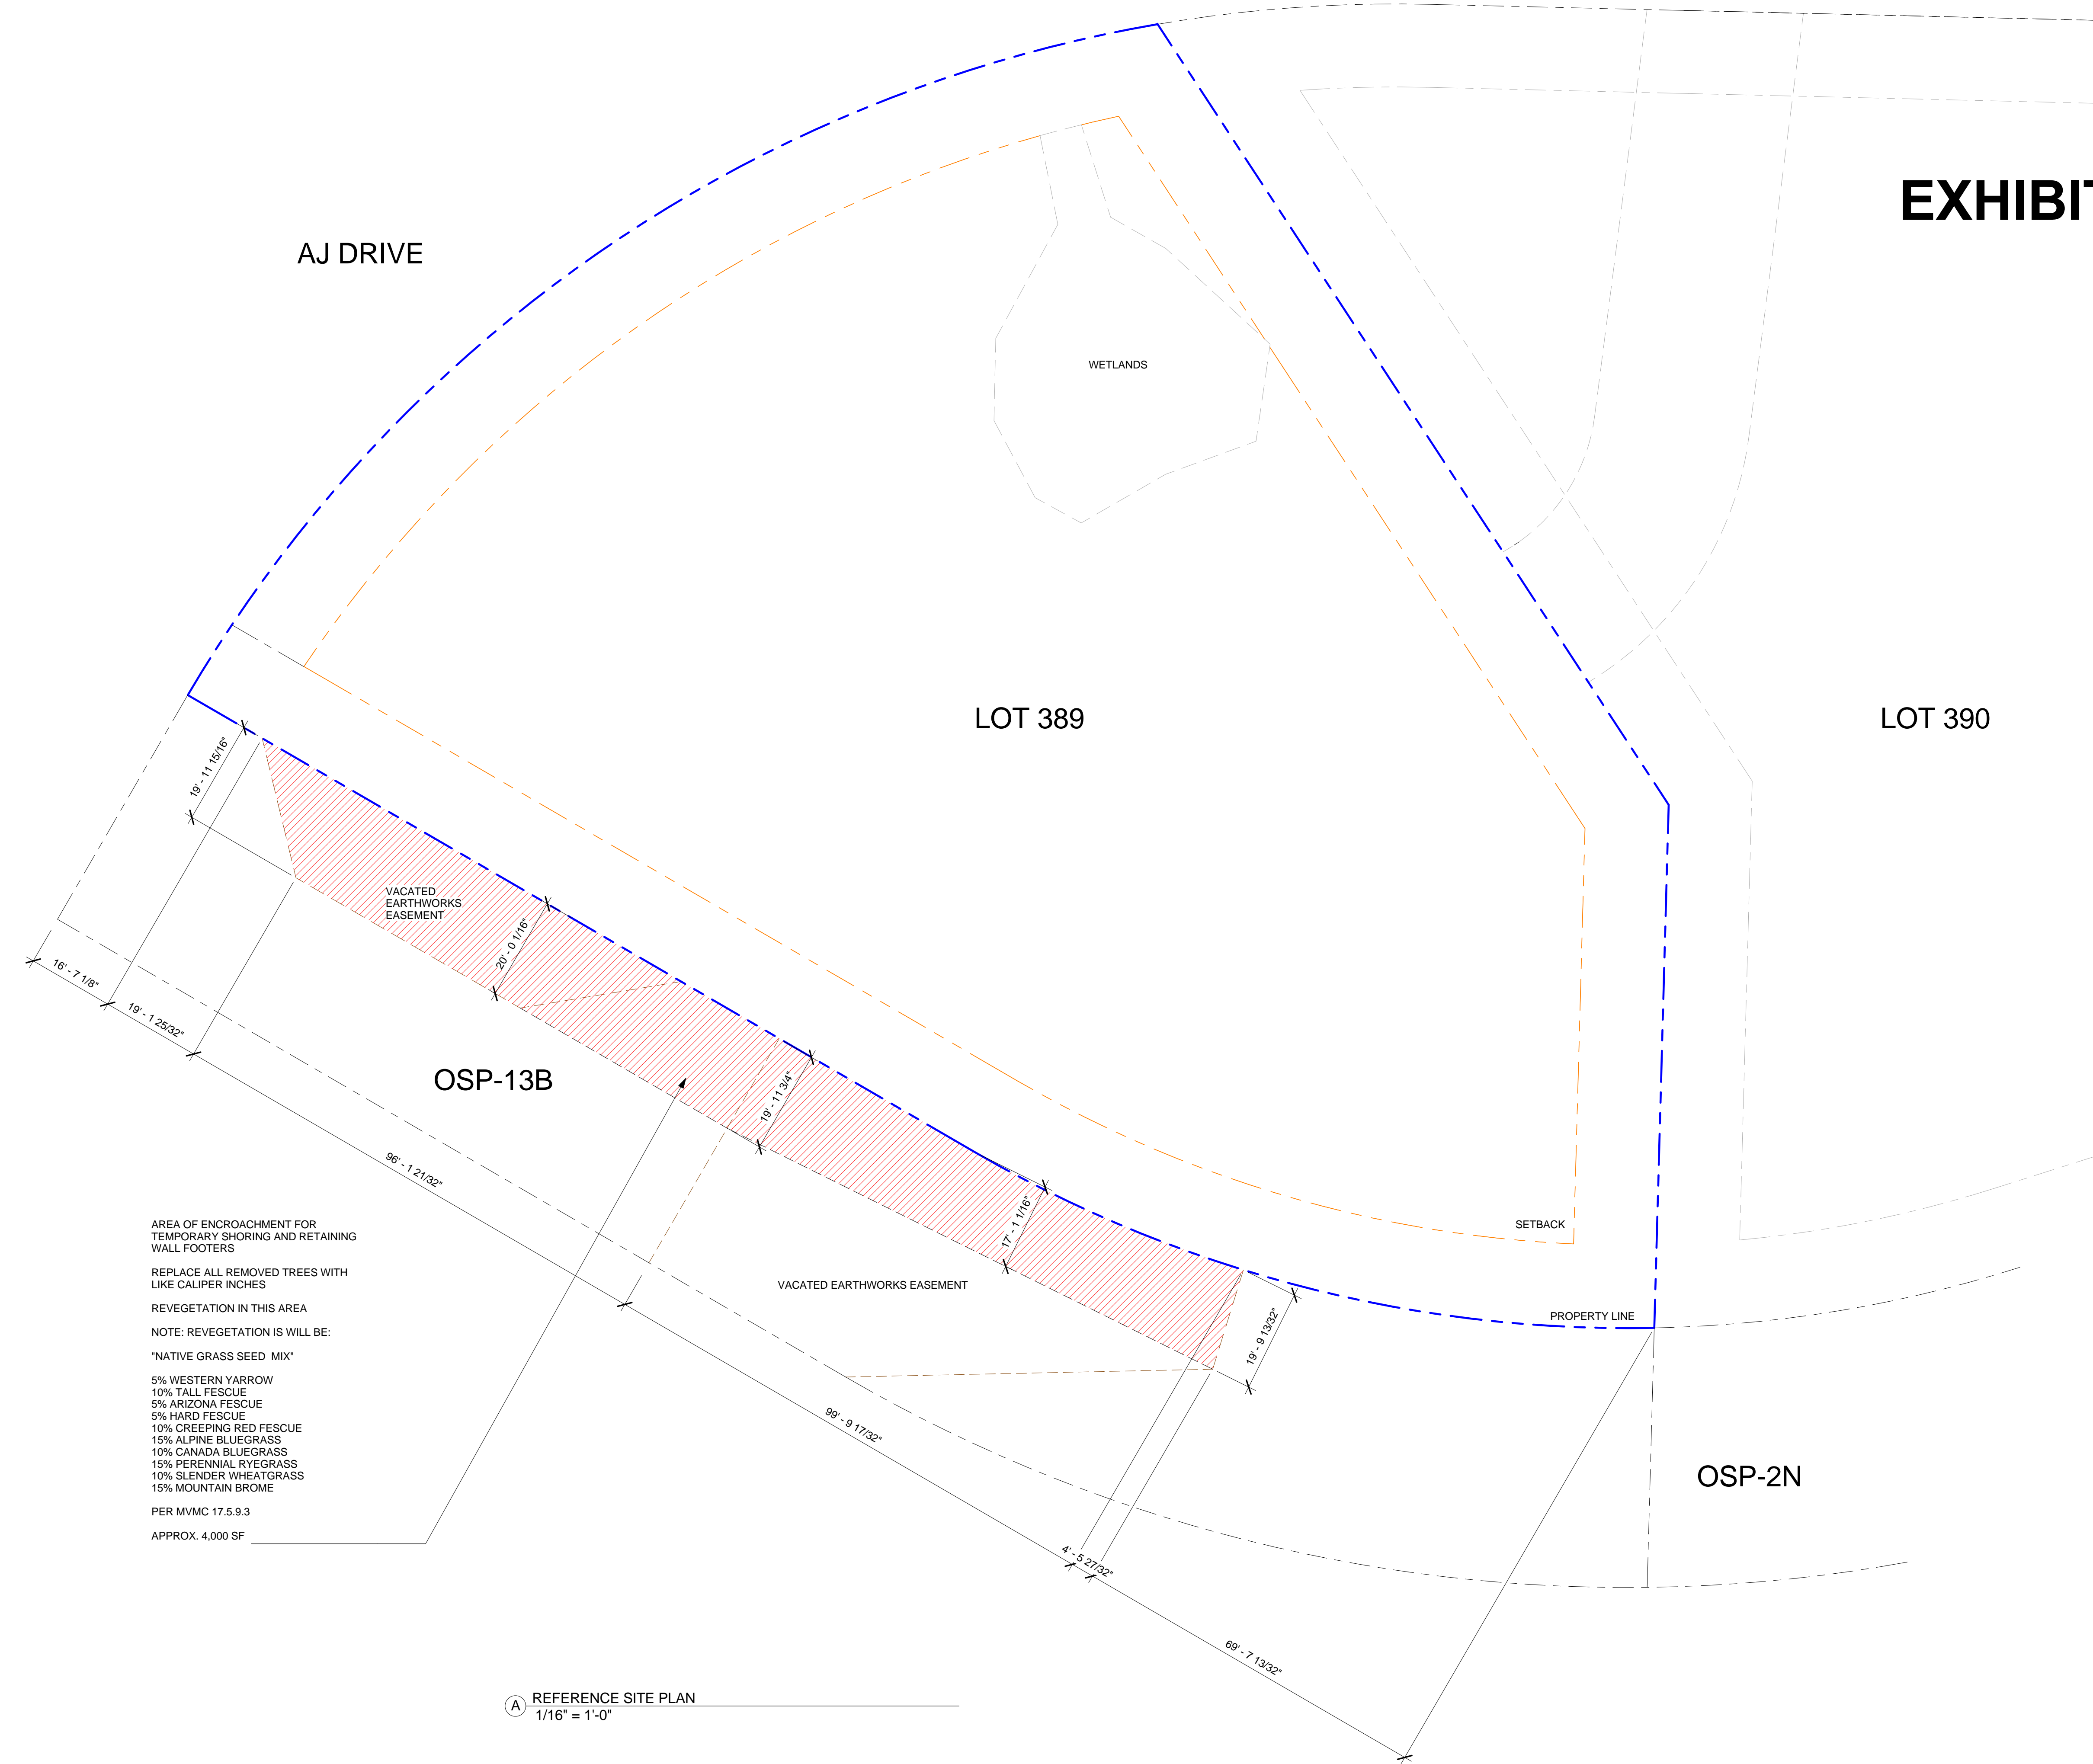 EXHIBIT
AJ DRIVE
WETLANDS
LOT 389
LOT 390
19' - 11 15/16"
VACATED
EARTHWORKS
EASEMENT
20' - 0 1/16"
16' - 7 1/8"
19' - 1 25/32"
OSP-13B
19' - 11 3/4"
96' - 1 21/32"
17' - 1 1/16"
SETBACK
AREA OF ENCROACHMENT FOR
TEMPORARY SHORING AND RETAINING
WALL FOOTERS
REPLACE ALL REMOVED TREES WITH
LIKE CALIPER INCHES
REVEGETATION IN THIS AREA
NOTE: REVEGETATION IS WILL BE:
"NATIVE GRASS SEED  MIX"
5% WESTERN YARROW
10% TALL FESCUE
5% ARIZONA FESCUE
5% HARD FESCUE
10% CREEPING RED FESCUE
15% ALPINE BLUEGRASS
10% CANADA BLUEGRASS
15% PERENNIAL RYEGRASS
10% SLENDER WHEATGRASS
15% MOUNTAIN BROME
PER MVMC 17.5.9.3
APPROX. 4,000 SF
VACATED EARTHWORKS EASEMENT
PROPERTY LINE
19' - 9 13/32"
99' - 9 17/32"
OSP-2N
4' - 5 27/32"
69' - 7 13/32"
A
REFERENCE SITE PLAN
1/16" = 1'-0"